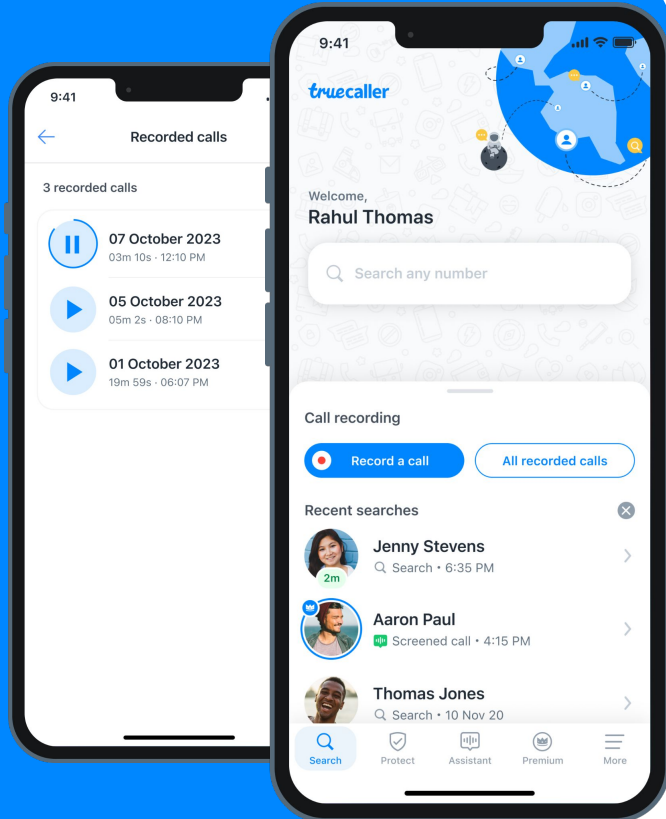 9:41
Recorded calls
3 recorded calls
07 October 2023
03m 10s · 12:10 PM
05 October 2023
05m 2s · 08:10 PM
01 October 2023
19m 59s · 06:07 PM
9:41
truecaller
Welcome,
Rahul Thomas
Search any number
Call recording
Record a call
All recorded calls
Recent searches
Jenny Stevens
Search • 6:35 PM
2m
Aaron Paul
Screened call • 4:15 PM
Thomas Jones
Search • 10 Nov 20
Search
Protect
Assistant
Premium
More